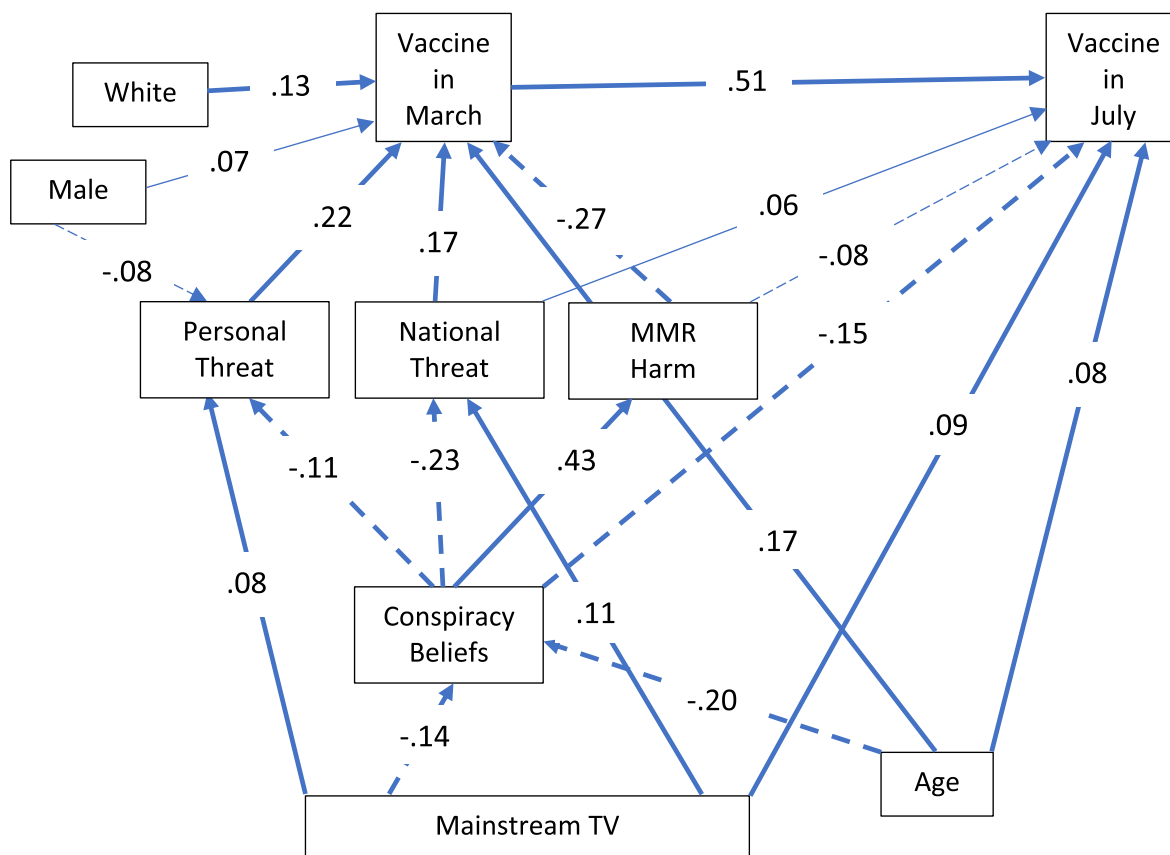 Vaccine
in
March
Vaccine
in
July
White
.13
.51
Male
.07
.22
.17
-.27
.06
-.08
-.08
Personal
Threat
National
Threat
MMR
Harm
-.15
.08
.09
-.11
-.23
.43
.17
.08
.11
Conspiracy
Beliefs
-.20
-.14
Age
Mainstream TV